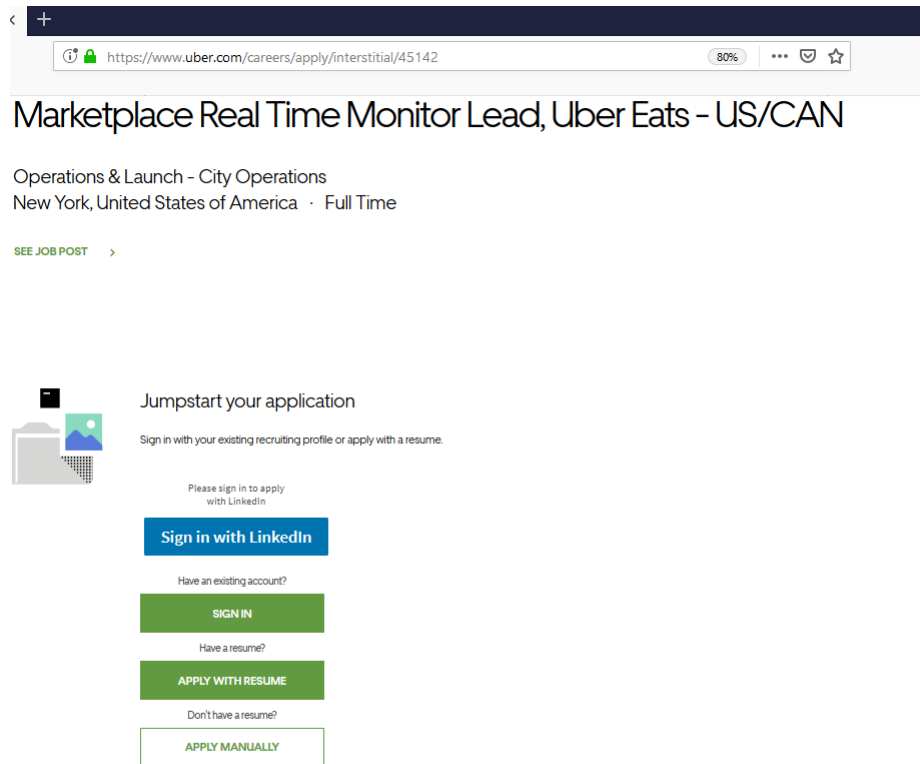 https://www.uber.com/careers/apply/interstitial/45142
80%
Marketplace Real Time Monitor Lead, Uber Eats - US/CAN
Operations & Launch - City Operations
New York, United States of America · Full Time
SEE JOB POST
Jumpstart your application
Sign in with your existing recruiting profile or apply with a resume.
Please sign in to apply
with LinkedIn
Sign in with LinkedIn
Have an existing account?
SIGN IN
Have a resume?
APPLY WITH RESUME
Don't have a resume?
APPLY MANUALLY